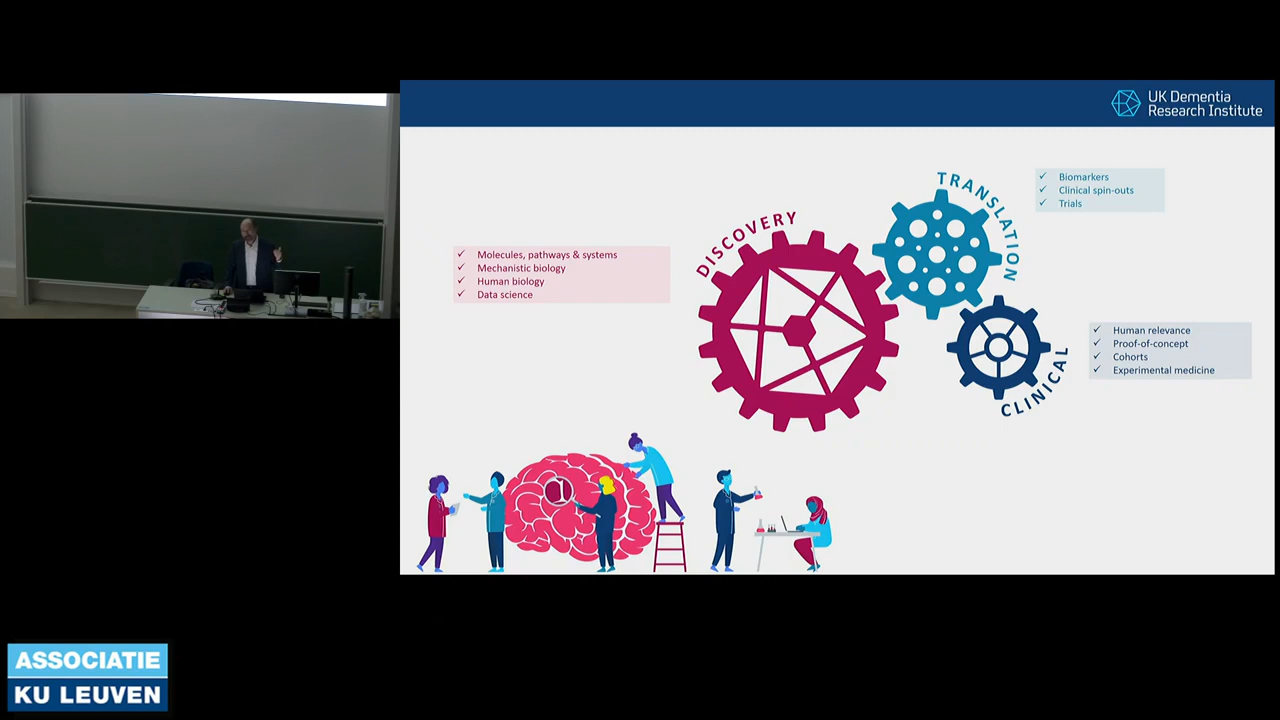 UK Dementia
Research Institute
TRANSLATION
✓ Biomarkers
✓ Clinical spin-outs
✓ Trials
DISCOVERY
✓ Molecules, pathways & systems
✓ Mechanistic biology
✓ Human biology
✓ Data science
✓ Human relevance
✓ Proof-of-concept
✓ Cohorts
✓ Experimental medicine
CLINICAL
ASSOCIATIE
KU LEUVEN